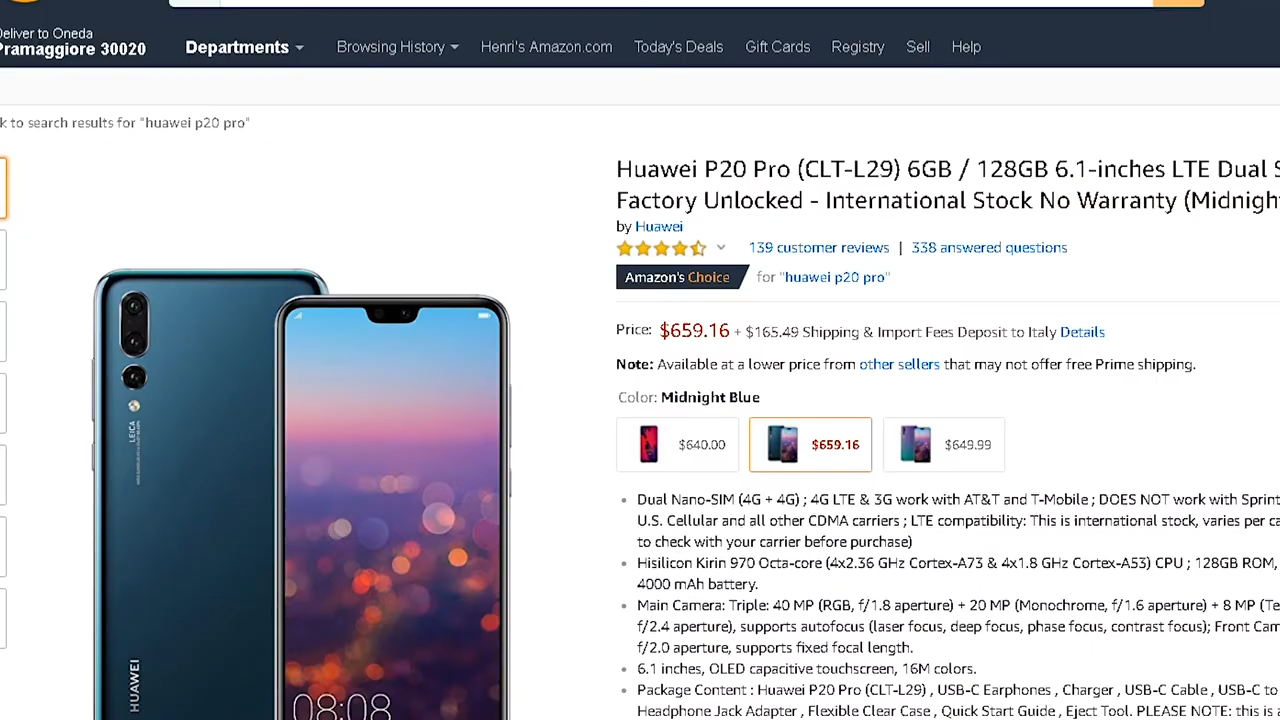 Deliver to Oneda
Pramaggiore 30020
Departments
Browsing History
Henri's Amazon.com
Today's Deals
Gift Cards
Registry
Sell
Help
k to search results for "huawei p20 pro"
Huawei P20 Pro (CLT-L29) 6GB / 128GB 6.1-inches LTE Dual S
Factory Unlocked - International Stock No Warranty (Midnigh
by Huawei
139 customer reviews | 338 answered questions
Amazon's Choice for "huawei p20 pro"
Price: $659.16 + $165.49 Shipping & Import Fees Deposit to Italy Details
Note: Available at a lower price from other sellers that may not offer free Prime shipping.
Color: Midnight Blue
$640.00
$659.16
$649.99
Dual Nano-SIM (4G + 4G) ; 4G LTE & 3G work with AT&T and T-Mobile ; DOES NOT work with Sprint
U.S. Cellular and all other CDMA carriers ; LTE compatibility: This is international stock, varies per ca
to check with your carrier before purchase)
Hisilicon Kirin 970 Octa-core (4x2.36 GHz Cortex-A73 & 4x1.8 GHz Cortex-A53) CPU ; 128GB ROM,
4000 mAh battery.
Main Camera: Triple: 40 MP (RGB, f/1.8 aperture) + 20 MP (Monochrome, f/1.6 aperture) + 8 MP (Te
f/2.4 aperture), supports autofocus (laser focus, deep focus, phase focus, contrast focus); Front Cam
f/2.0 aperture, supports fixed focal length.
6.1 inches, OLED capacitive touchscreen, 16M colors.
Package Content : Huawei P20 Pro (CLT-L29) , USB-C Earphones , Charger , USB-C Cable , USB-C to
Headphone Jack Adapter , Flexible Clear Case , Quick Start Guide , Eject Tool. PLEASE NOTE: this is a
LEICA
HUAWEI
08:08